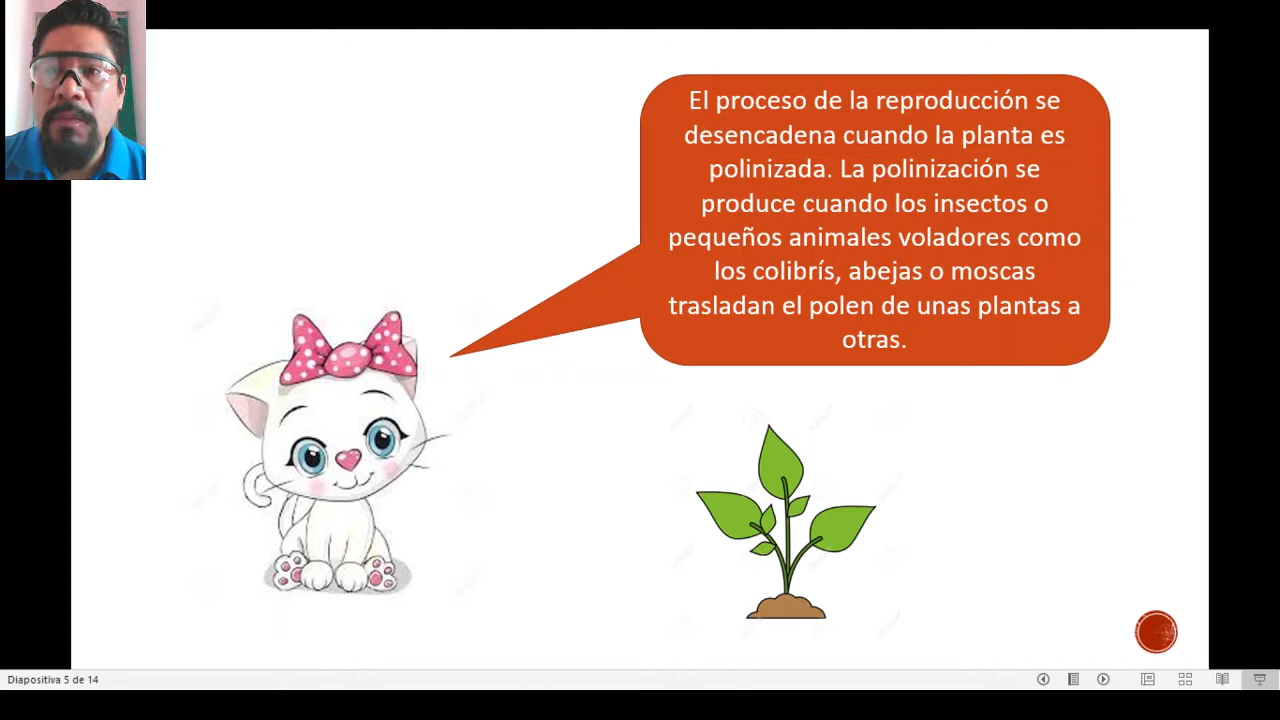 El proceso de la reproducción se
desencadena cuando la planta es
polinizada. La polinización se
produce cuando los insectos o
pequeños animales voladores como
los colibrís, abejas o moscas
trasladan el polen de unas plantas a
otras.
Diapositiva 5 de 14